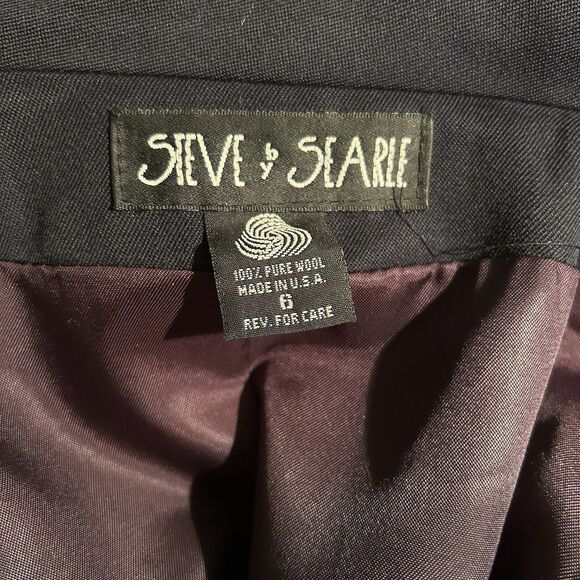 STEVE by SEARLE
100% PURE WOOL
MADE IN U.S.A.
6
REV. FOR CARE